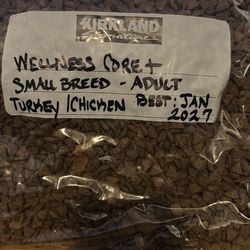 KIRKLAND
Signature
WELLNESS CORE +
SMALL BREED - ADULT
TURKEY / CHICKEN BEST: JAN
2027